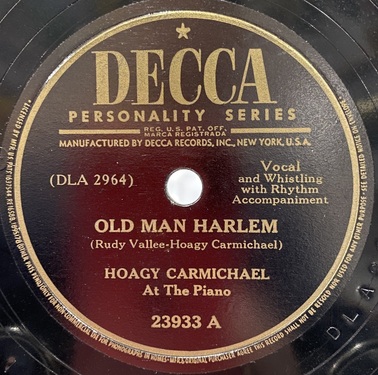 DECCA
PERSONALITY SERIES
REG. U.S. PAT. OFF.
MARCA REGISTRADA
MANUFACTURED BY DECCA RECORDS, INC., NEW YORK, U.S.A.
(DLA 2964)
Vocal
and Whistling
with Rhythm
Accompaniment
OLD MAN HARLEM
(Rudy Vallee-Hoagy Carmichael)
HOAGY CARMICHAEL
At The Piano
23933 A
DLA